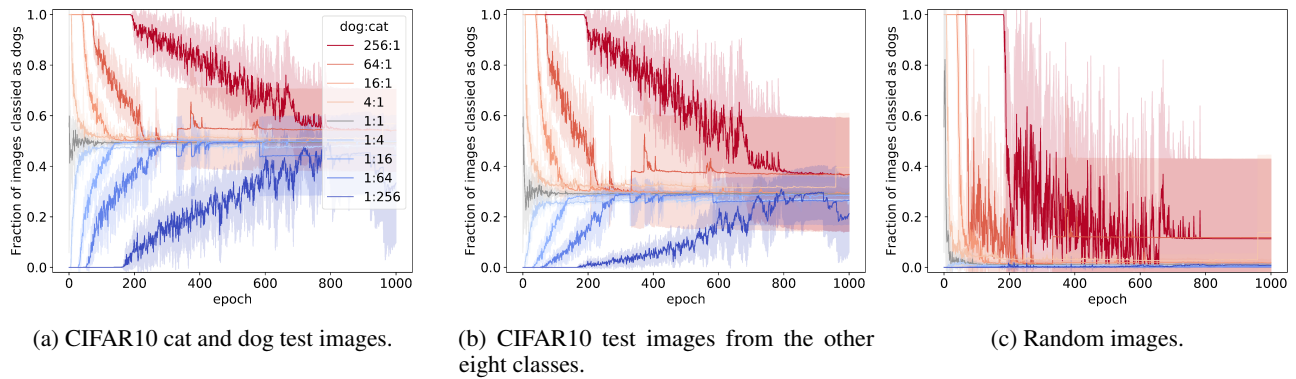 Fraction of images classied as dogs
1.0
0.8
0.6
0.4
0.2
0.0
0 200 400 600 800 1000
epoch
dog:cat
256:1
64:1
16:1
4:1
1:1
1:4
1:16
1:64
1:256
(a) CIFAR10 cat and dog test images.
Fraction of images classied as dogs
1.0
0.8
0.6
0.4
0.2
0.0
0 200 400 600 800 1000
epoch
(b) CIFAR10 test images from the other
eight classes.
Fraction of images classied as dogs
1.0
0.8
0.6
0.4
0.2
0.0
0 200 400 600 800 1000
epoch
(c) Random images.